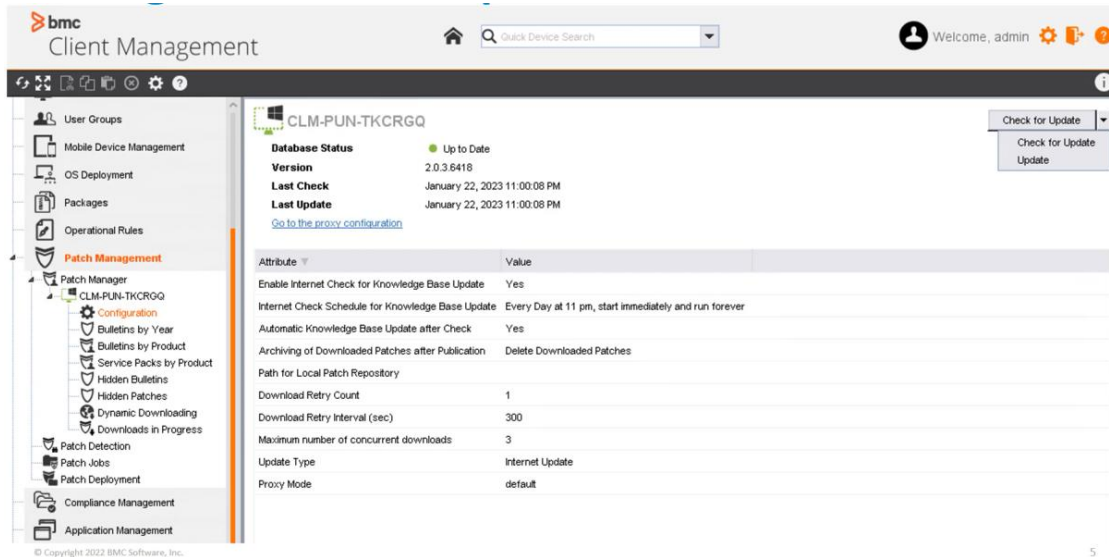 bmc
Client Management
Quick Device Search
Welcome, admin
User Groups
Mobile Device Management
OS Deployment
Packages
Operational Rules
Patch Management
Patch Manager
CLM-PUN-TKCRGQ
Configuration
Bulletins by Year
Bulletins by Product
Service Packs by Product
Hidden Bulletins
Hidden Patches
Dynamic Downloading
Downloads in Progress
Patch Detection
Patch Jobs
Patch Deployment
Compliance Management
Application Management
CLM-PUN-TKCRGQ
Check for Update
Check for Update
Update
Database Status Up to Date
Version 2.0.3.6418
Last Check January 22, 2023 11:00:08 PM
Last Update January 22, 2023 11:00:08 PM
Go to the proxy configuration
Attribute Value
Enable Internet Check for Knowledge Base Update Yes
Internet Check Schedule for Knowledge Base Update Every Day at 11 pm, start immediately and run forever
Automatic Knowledge Base Update after Check Yes
Archiving of Downloaded Patches after Publication Delete Downloaded Patches
Path for Local Patch Repository
Download Retry Count 1
Download Retry Interval (sec) 300
Maximum number of concurrent downloads 3
Update Type Internet Update
Proxy Mode default
© Copyright 2022 BMC Software, Inc.
5